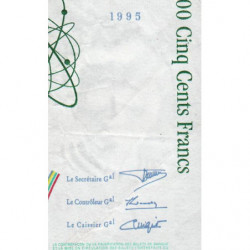 1995
00 Cinq Cents Francs
Le Secrétaire Gal
Le Contrôleur Gal
Le Caissier Gal